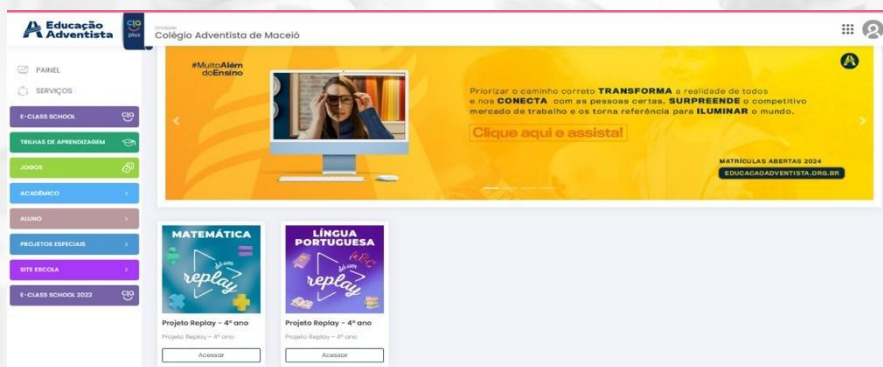 Educação
Adventista
CIO
plus
Unidade
Colégio Adventista de Maceió
PAINEL
SERVIÇOS
E-CLASS SCHOOL
TRILHAS DE APRENDIZAGEM
JOGOS
ACADÊMICO
ALUNO
PROJETOS ESPECIAIS
SITE ESCOLA
E-CLASS SCHOOL 2022
#MuitoAlém
doEnsino
Priorizar o caminho correto TRANSFORMA a realidade de todos
e nos CONECTA com as pessoas certas. SURPREENDE o competitivo
mercado de trabalho e os torna referência para ILUMINAR o mundo.
Clique aqui e assista!
MATRÍCULAS ABERTAS 2024
EDUCACAOADVENTISTA.ORG.BR
MATEMÁTICA
replay
Projeto Replay - 4º ano
Projeto Replay - 4º ano
Acessar
LÍNGUA
PORTUGUESA
ABC
replay
Projeto Replay - 4º ano
Projeto Replay - 4º ano
Acessar